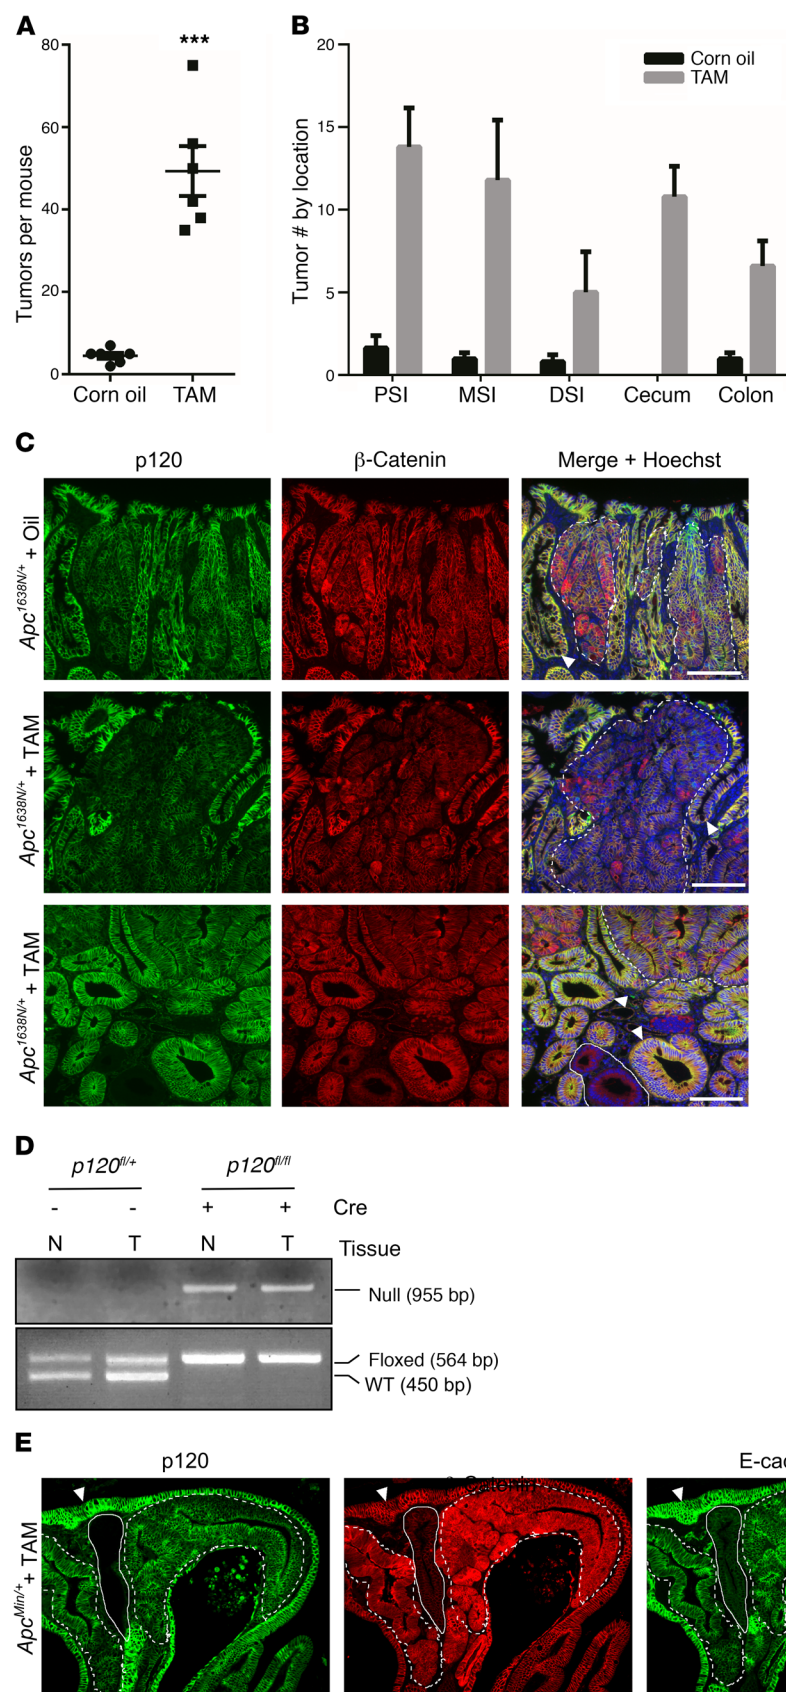 A
***
80
60
40
20
0
Tumors per mouse
Corn oil
TAM
B
20
15
10
5
0
Tumor # by location
Corn oil
TAM
PSI
MSI
DSI
Cecum
Colon
C
p120
β-Catenin
Merge + Hoechst
Apc1638N/+ + Oil
Apc1638N/+ + TAM
Apc1638N/+ + TAM
D
p120fl/+
p120fl/fl
- - + + Cre
N T N T Tissue
Null (955 bp)
Floxed (564 bp)
WT (450 bp)
E
p120
E-cad
ApcMin/+ + TAM